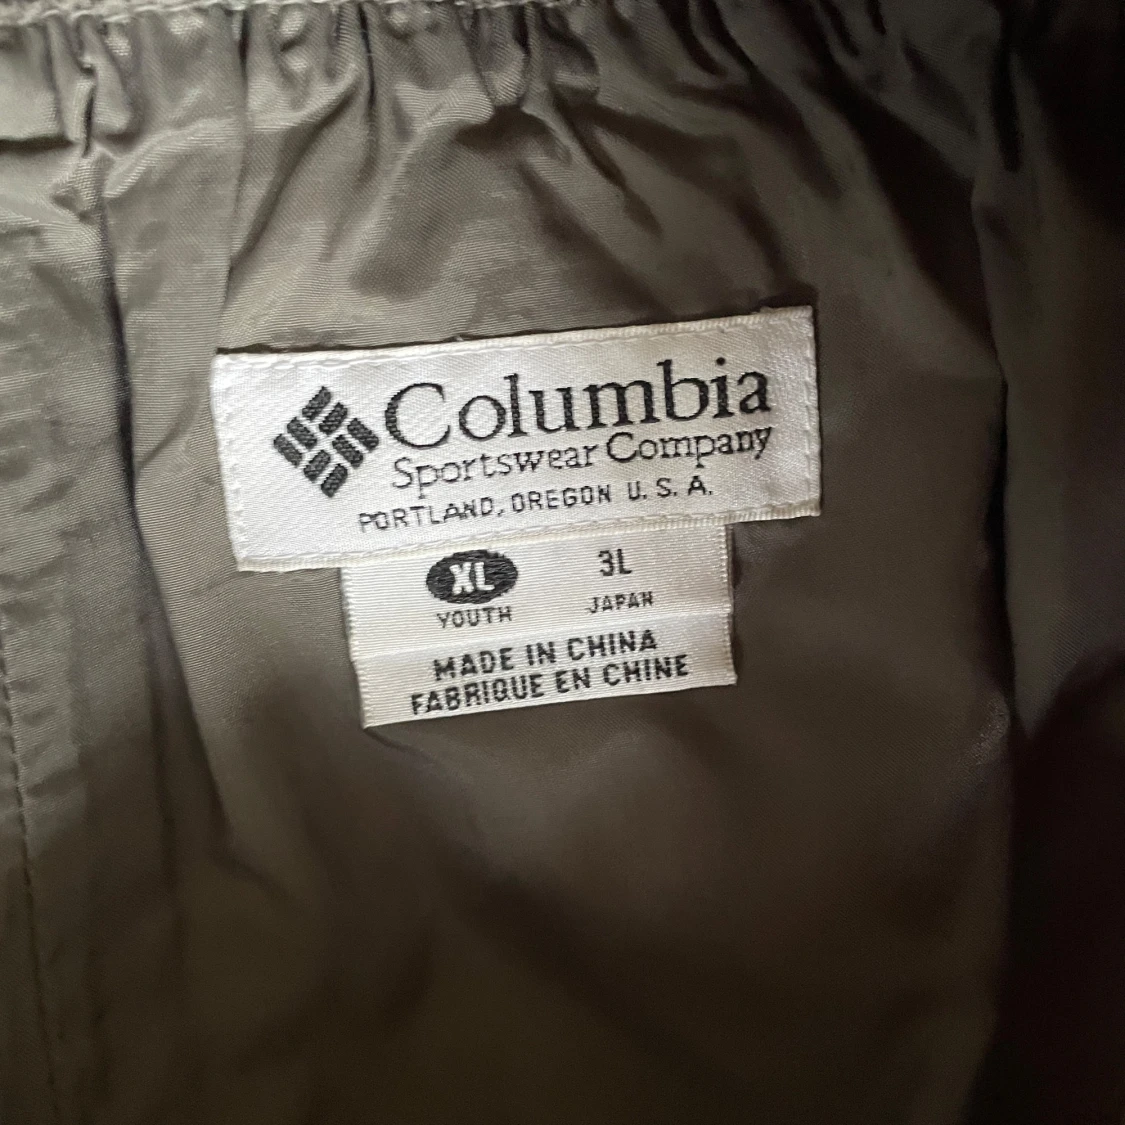 Columbia
Sportswear Company
PORTLAND, OREGON U. S. A.
XL 3L
YOUTH JAPAN
MADE IN CHINA
FABRIQUE EN CHINE